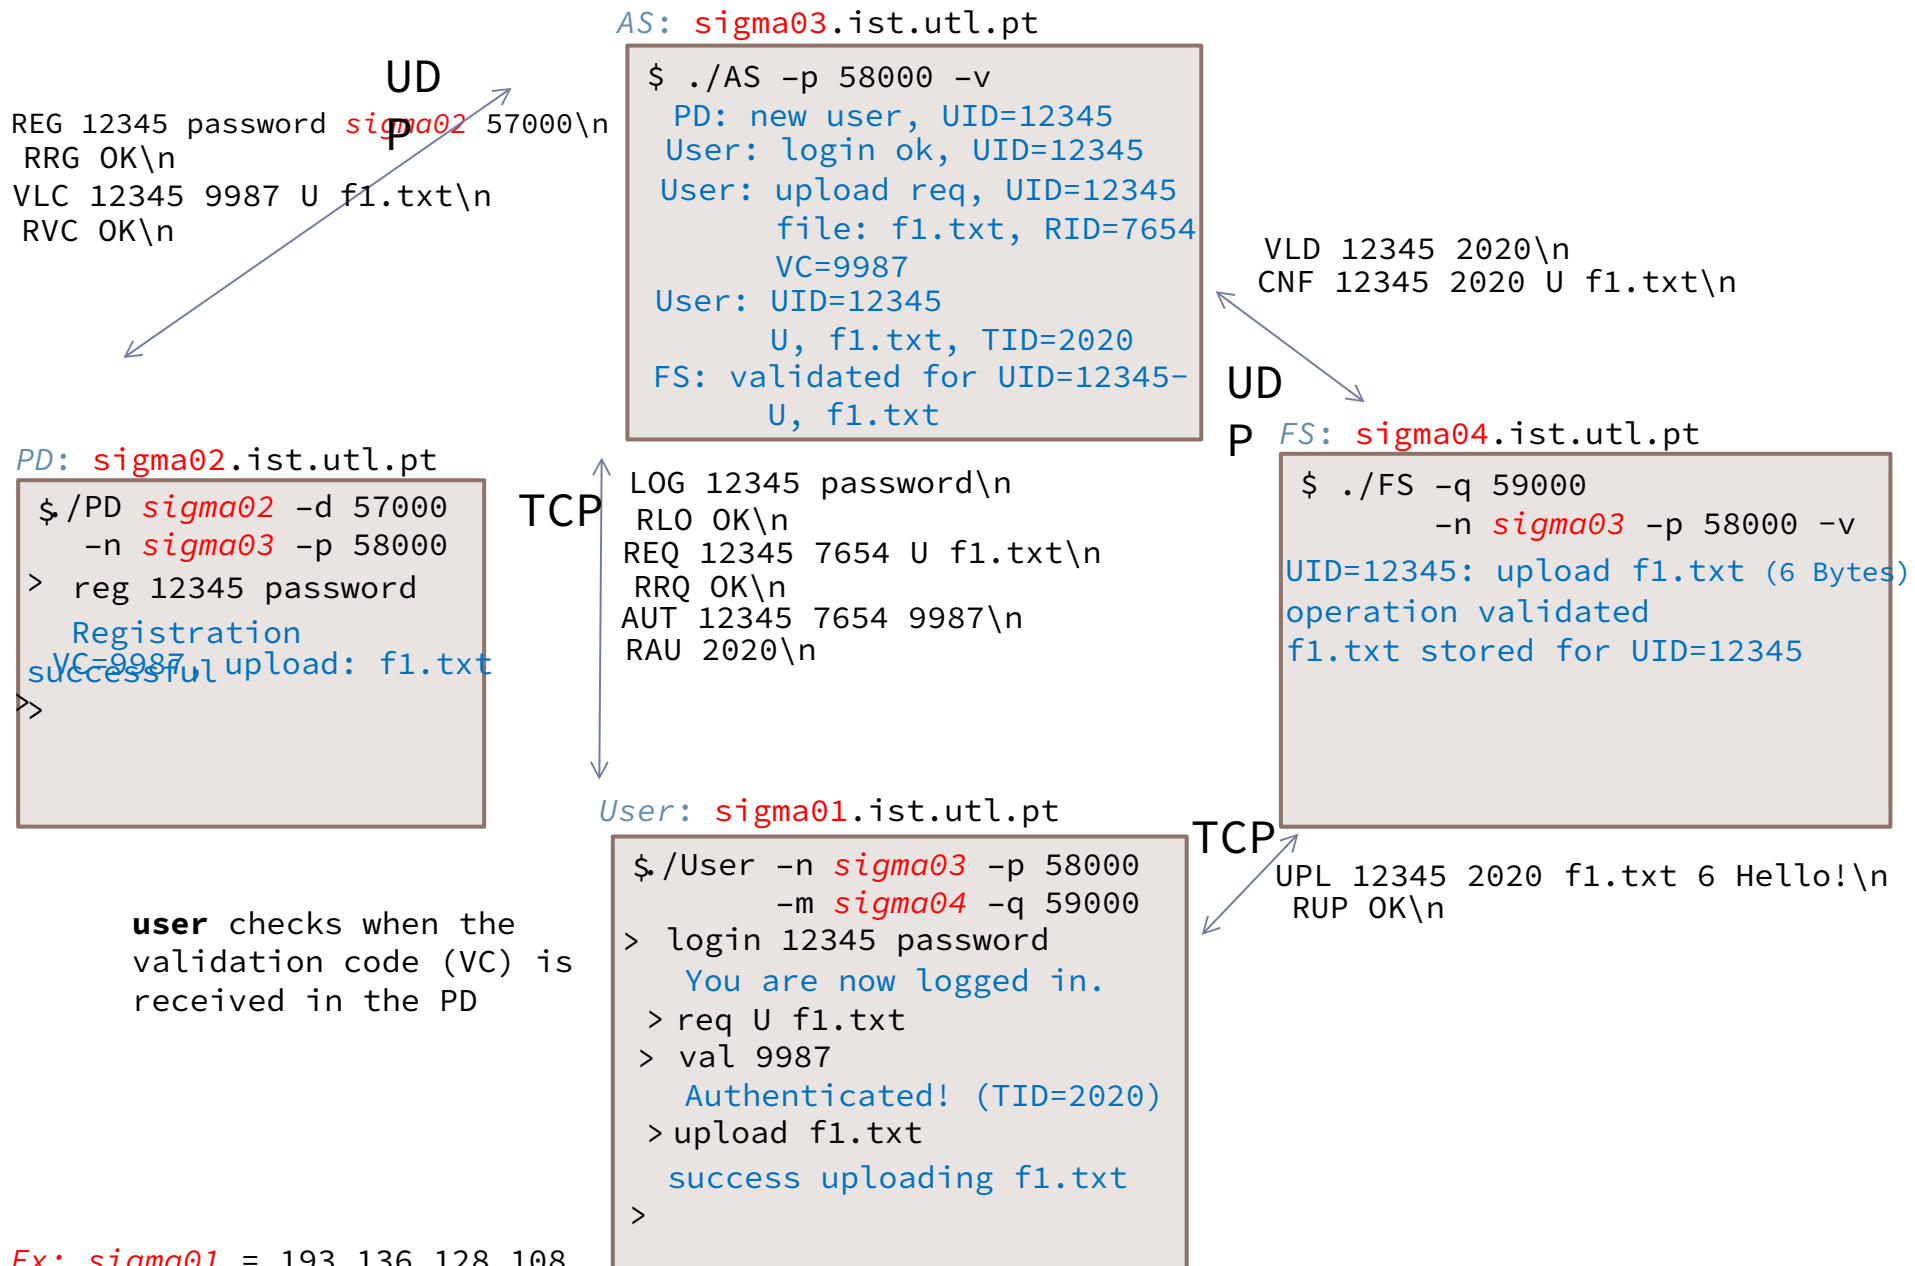 AS: sigma03.ist.utl.pt
$ ./AS –p 58000 –v
PD: new user, UID=12345
User: login ok, UID=12345
User: upload req, UID=12345
file: f1.txt, RID=7654
VC=9987
User: UID=12345
U, f1.txt, TID=2020
FS: validated for UID=12345-
U, f1.txt
UD
P
REG 12345 password sigma02 57000\n
RRG OK\n
VLC 12345 9987 U f1.txt\n
RVC OK\n
VLD 12345 2020\n
CNF 12345 2020 U f1.txt\n
UD
P
PD: sigma02.ist.utl.pt
$./PD sigma02 –d 57000
–n sigma03 –p 58000
> reg 12345 password
Registration
successful
VC=9987, upload: f1.txt
>
>
TCP
LOG 12345 password\n
RLO OK\n
REQ 12345 7654 U f1.txt\n
RRQ OK\n
AUT 12345 7654 9987\n
RAU 2020\n
FS: sigma04.ist.utl.pt
$ ./FS –q 59000
–n sigma03 –p 58000 -v
UID=12345: upload f1.txt (6 Bytes)
operation validated
f1.txt stored for UID=12345
User: sigma01.ist.utl.pt
$./User –n sigma03 –p 58000
–m sigma04 –q 59000
> login 12345 password
You are now logged in.
> req U f1.txt
> val 9987
Authenticated! (TID=2020)
> upload f1.txt
success uploading f1.txt
>
TCP
UPL 12345 2020 f1.txt 6 Hello!\n
RUP OK\n
user checks when the
validation code (VC) is
received in the PD
Ex: sigma01 = 193.136.128.108